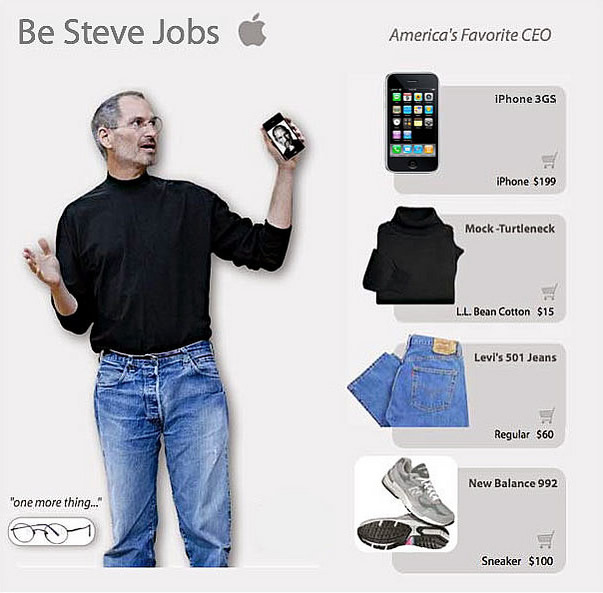 Be Steve Jobs
America's Favorite CEO
iPhone 3GS
iPhone $199
Mock -Turtleneck
L.L. Bean Cotton $15
Levi's 501 Jeans
Regular $60
New Balance 992
Sneaker $100
"one more thing..."